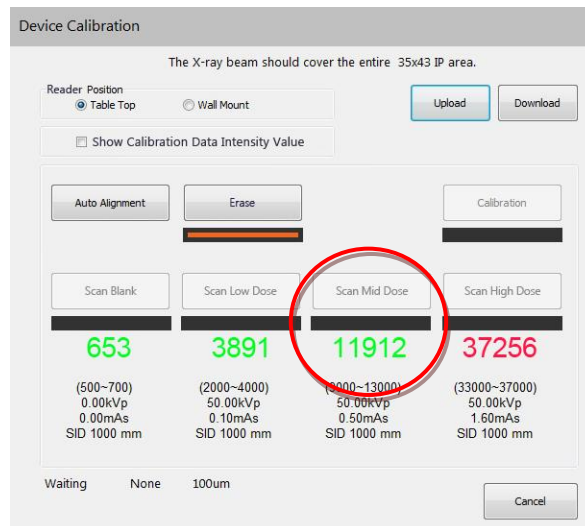 Device Calibration
The X-ray beam should cover the entire 35x43 IP area.
Reader Position
Table Top
Wall Mount
Upload
Download
Show Calibration Data Intensity Value
Auto Alignment
Erase
Calibration
Scan Blank
Scan Low Dose
Scan Mid Dose
Scan High Dose
653
3891
11912
37256
(500~700)
(2000~4000)
(9000~13000)
(33000~37000)
0.00kVp
50.00kVp
50.00kVp
50.00kVp
0.00mAs
0.10mAs
0.50mAs
1.60mAs
SID 1000 mm
SID 1000 mm
SID 1000 mm
SID 1000 mm
Waiting
None
100um
Cancel